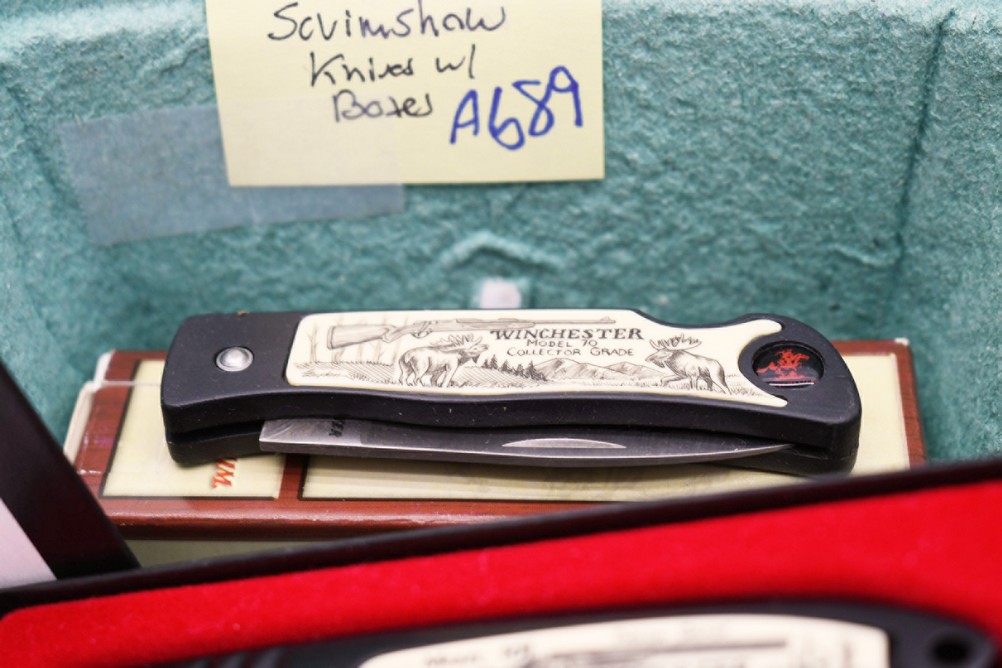 Scrimshaw
Knives w/
Boxes A689
WINCHESTER
MODEL 70
COLLECTOR GRADE